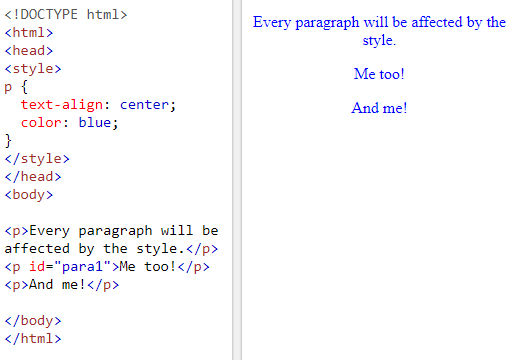 <!DOCTYPE html>
<html>
<head>
<style>
p {
  text-align: center;
  color: blue;
}
</style>
</head>
<body>

<p>Every paragraph will be
affected by the style.</p>
<p id="para1">Me too!</p>
<p>And me!</p>

</body>
</html>
Every paragraph will be affected by the
style.
Me too!
And me!